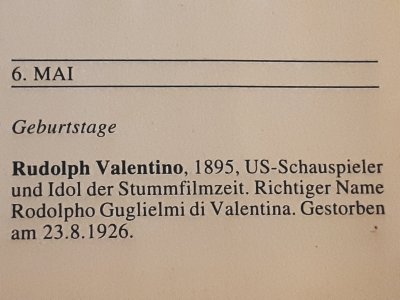 6. MAI
Geburtstage
Rudolph Valentino, 1895, US-Schauspieler
und Idol der Stummfilmzeit. Richtiger Name
Rodolpho Guglielmi di Valentina. Gestorben
am 23.8.1926.